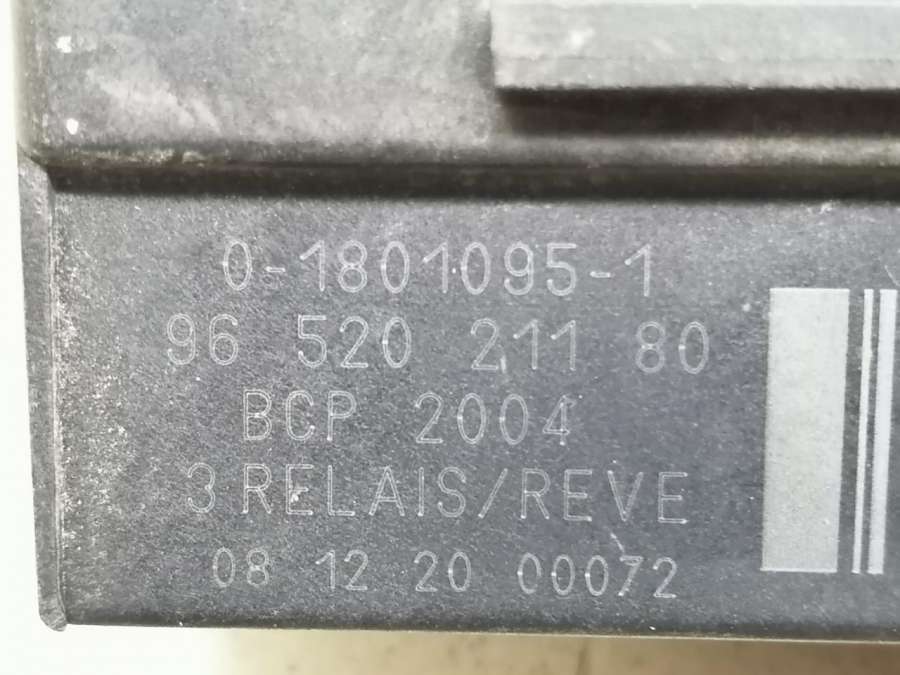 0-1801095-1
96 520 211 80
BCP 2004
3 RELAIS/REVE
08 12 20 00072